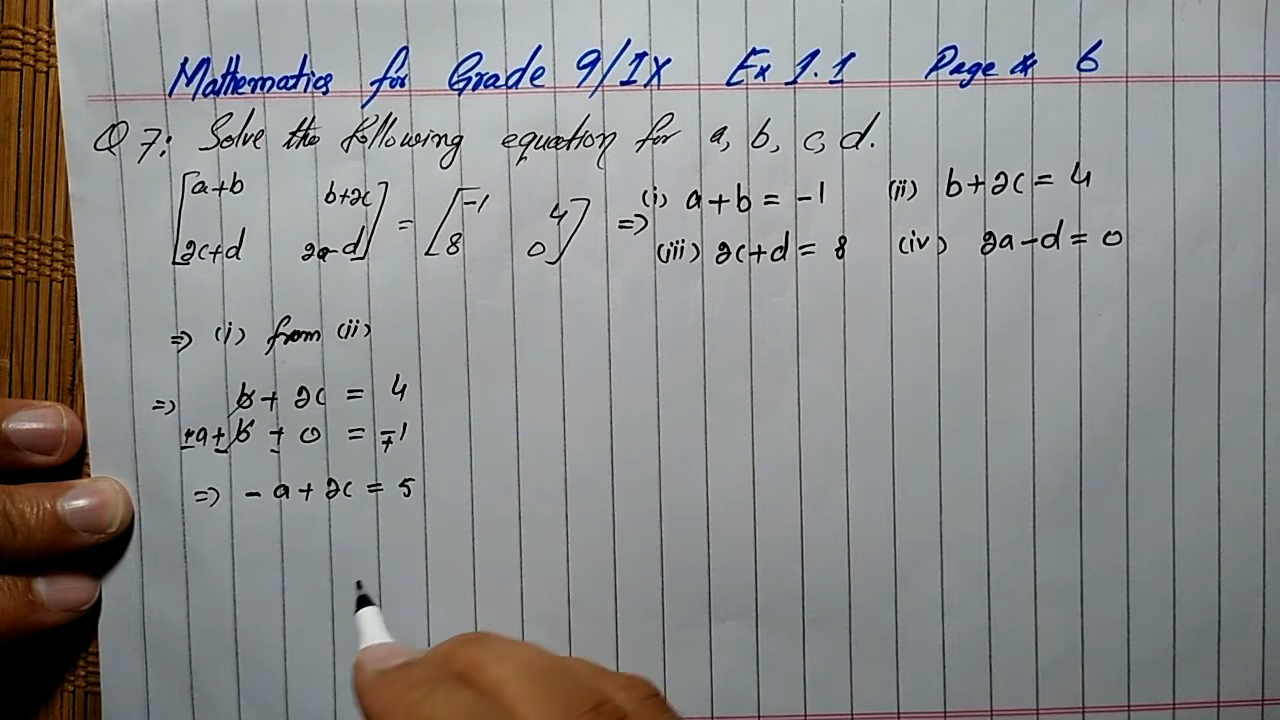 Mathematics for Grade 9/IX Ex 1.1 Page # 6
Q 7: Solve the following equation for a, b, c, d.
[a+b b+2c] = [-1 4] ⇒ (i) a+b = -1 (ii) b+2c = 4
[2c+d 2a-d] [8 0] (iii) 2c+d = 8 (iv) 2a-d = 0
⇒ (i) from (ii)
⇒ b + 2c = 4
±a ± b ± 0 = ∓1
⇒ -a + 2c = 5